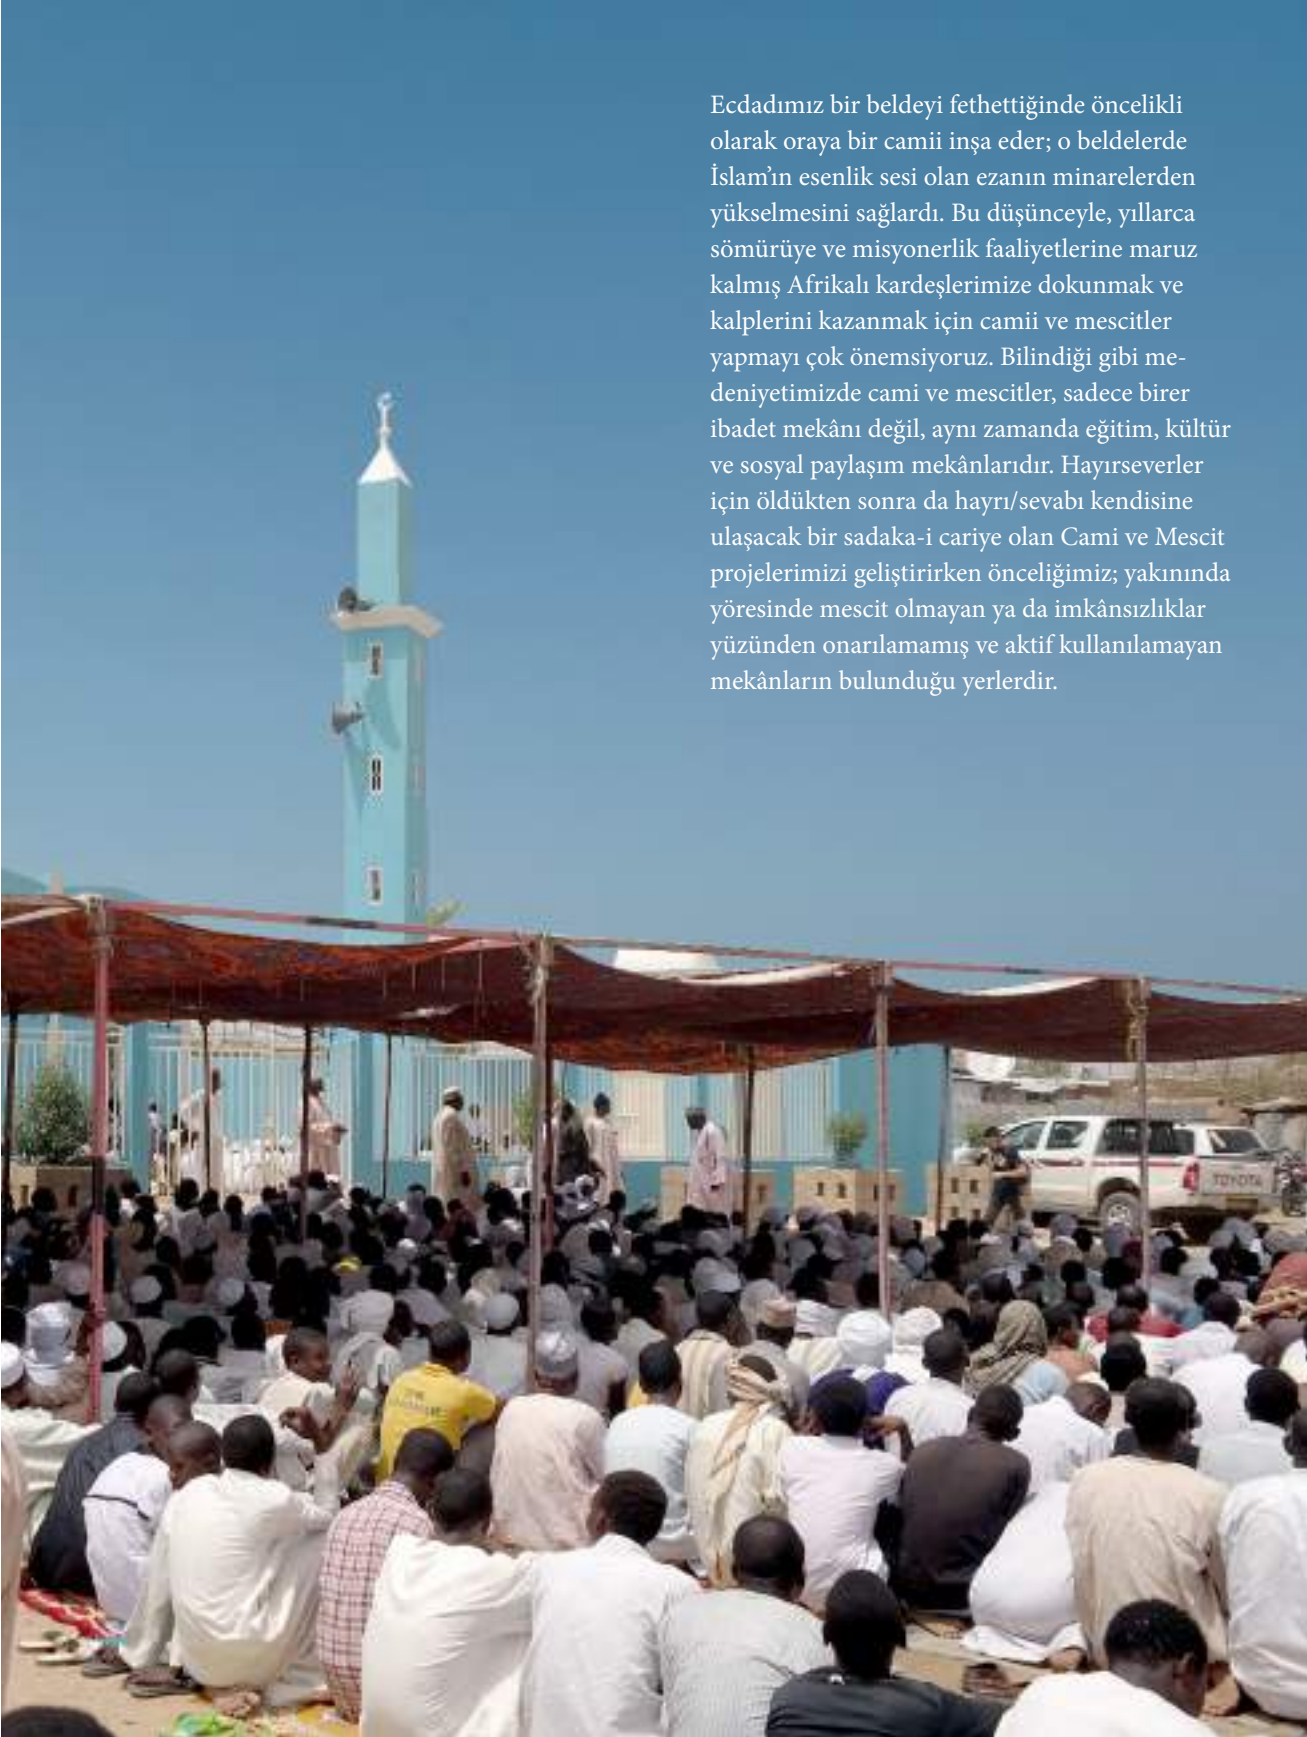 Ecdadımız bir beldeyi fethettiğinde öncelikli
olarak oraya bir camii inşa eder; o beldelerde
İslam’ın esenlik sesi olan ezanın minarelerden
yükselmesini sağlardı. Bu düşünceyle, yıllarca
sömürüye ve misyonerlik faaliyetlerine maruz
kalmış Afrikalı kardeşlerimize dokunmak ve
kalplerini kazanmak için camii ve mescitler
yapmayı çok önemsiyoruz. Bilindiği gibi me-
deniyetimizde cami ve mescitler, sadece birer
ibadet mekânı değil, aynı zamanda eğitim, kültür
ve sosyal paylaşım mekânlarıdır. Hayırseverler
için öldükten sonra da hayrı/sevabı kendisine
ulaşacak bir sadaka-i cariye olan Cami ve Mescit
projelerimizi geliştirirken önceliğimiz; yakınında
yöresinde mescit olmayan ya da imkânsızlıklar
yüzünden onarılamamış ve aktif kullanılamayan
mekânların bulunduğu yerlerdir.
TOYOTA